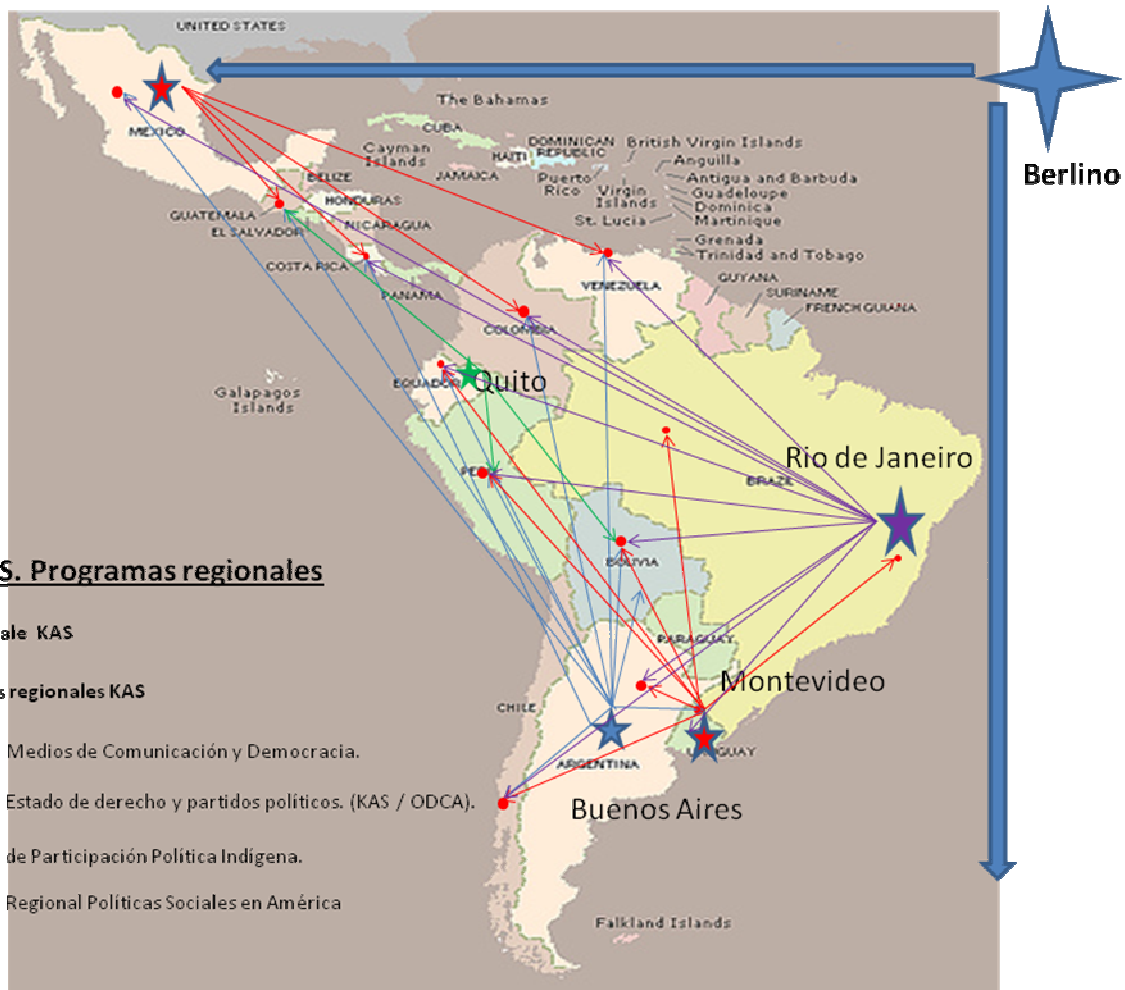 UNITED STATES
The Bahamas
CUBA
Cayman
Islands
DOMINICAN
REPUBLIC
HAITI
JAMAICA
Puerto
Rico
British Virgin Islands
Virgin
Islands
Anguilla
Antigua and Barbuda
Guadeloupe
Dominica
Martinique
St. Lucia
Grenada
Trinidad and Tobago
Berlino
MEXICO
BELIZE
GUATEMALA
HONDURAS
EL SALVADOR
NICARAGUA
COSTA RICA
PANAMA
VENEZUELA
GUYANA
SURINAME
FRENCH GUIANA
COLOMBIA
ECUADOR
Quito
Galapagos
Islands
PERU
Rio de Janeiro
BRAZIL
BOLIVIA
PARAGUAY
Montevideo
CHILE
URUGUAY
ARGENTINA
Buenos Aires
Falkland Islands
S. Programas regionales
ale KAS
s regionales KAS
Medios de Comunicación y Democracia.
Estado de derecho y partidos políticos. (KAS / ODCA).
de Participación Política Indígena.
Regional Políticas Sociales en América